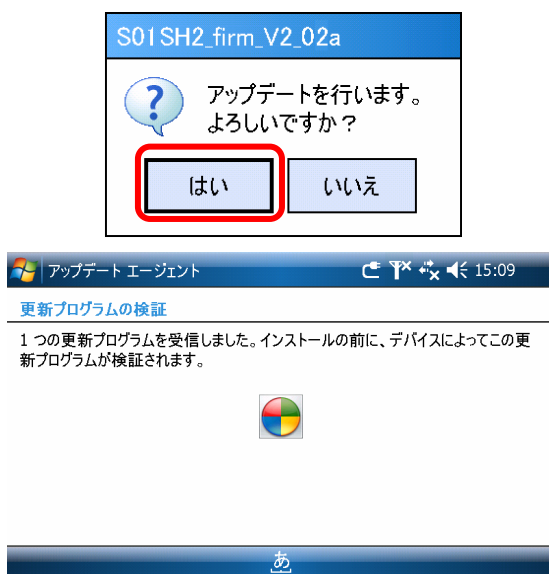 S01SH2_firm_V2_02a
アップデートを行います。
よろしいですか？
はい
いいえ
アップデート エージェント
15:09
更新プログラムの検証
1 つの更新プログラムを受信しました。インストールの前に、デバイスによってこの更
新プログラムが検証されます。
あ